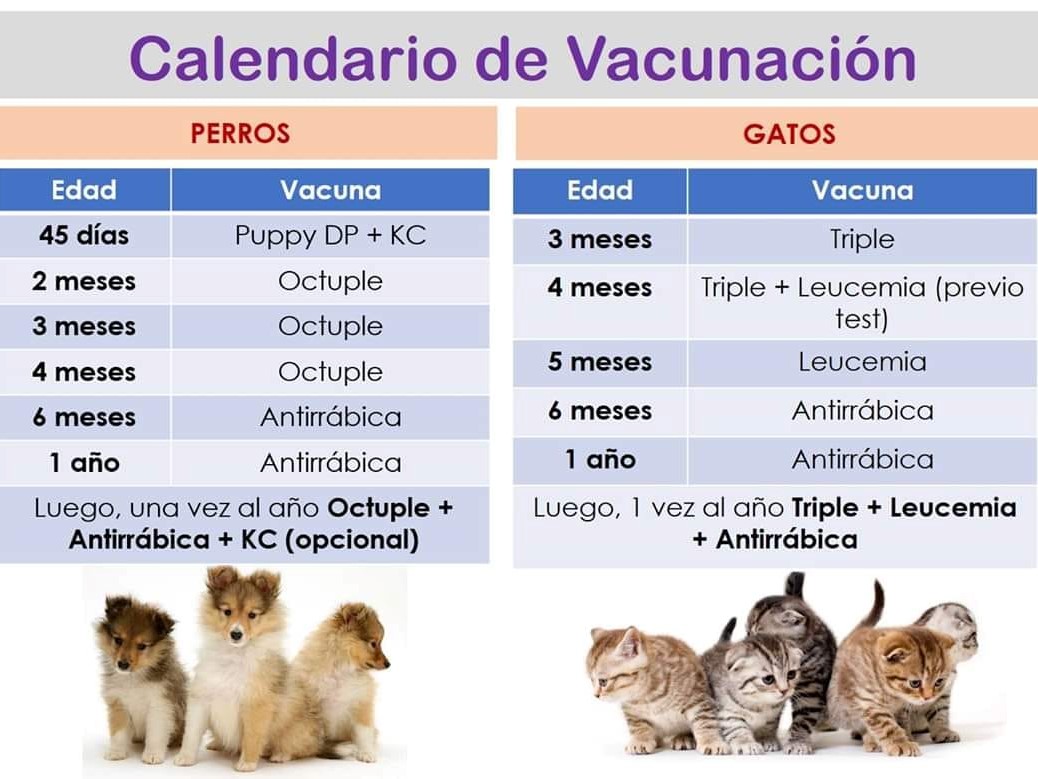 Calendario de Vacunación
PERROS
Edad Vacuna
45 días Puppy DP + KC
2 meses Octuple
3 meses Octuple
4 meses Octuple
6 meses Antirrábica
1 año Antirrábica
Luego, una vez al año Octuple +
Antirrábica + KC (opcional)
GATOS
Edad Vacuna
3 meses Triple
4 meses Triple + Leucemia (previo
test)
5 meses Leucemia
6 meses Antirrábica
1 año Antirrábica
Luego, 1 vez al año Triple + Leucemia
+ Antirrábica